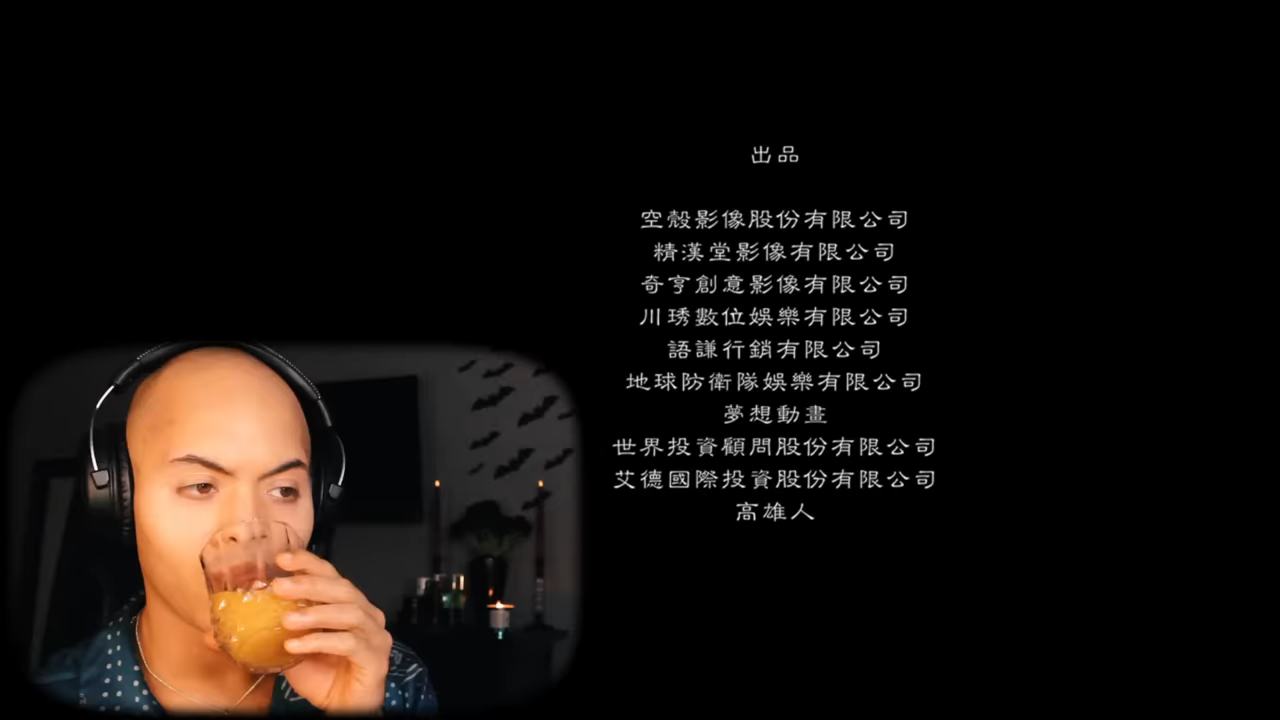 出品
空殼影像股份有限公司
精漢堂影像有限公司
奇亨創意影像有限公司
川琇數位娛樂有限公司
語謙行銷有限公司
地球防衛隊娛樂有限公司
夢想動畫
世界投資顧問股份有限公司
艾德國際投資股份有限公司
高雄人